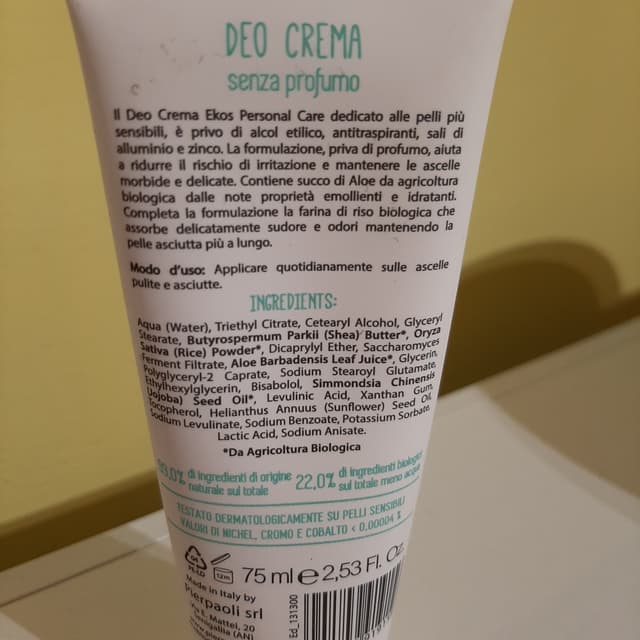 DEO CREMA
senza profumo
Il Deo Crema Ekos Personal Care dedicato alle pelli più
sensibili, è privo di alcol etilico, antitraspiranti, sali di
alluminio e zinco. La formulazione, priva di profumo, aiuta
a ridurre il rischio di irritazione e mantenere le ascelle
morbide e delicate. Contiene succo di Aloe da agricoltura
biologica dalle note proprietà emollienti e idratanti.
Completa la formulazione la farina di riso biologica che
assorbe delicatamente sudore e odori mantenendo la
pelle asciutta più a lungo.
Modo d'uso: Applicare quotidianamente sulle ascelle
pulite e asciutte.
INGREDIENTS:
Aqua (Water), Triethyl Citrate, Cetearyl Alcohol, Glyceryl
Stearate, Butyrospermum Parkii (Shea) Butter*, Oryza
Sativa (Rice) Powder*, Dicaprylyl Ether, Saccharomyces
Ferment Filtrate, Aloe Barbadensis Leaf Juice*, Glycerin,
Polyglyceryl-2 Caprate, Sodium Stearoyl Glutamate,
Ethylhexylglycerin, Bisabolol, Simmondsia Chinensis
(Jojoba) Seed Oil*, Levulinic Acid, Xanthan Gum,
Tocopherol, Helianthus Annuus (Sunflower) Seed Oil,
Sodium Levulinate, Sodium Benzoate, Potassium Sorbate,
Lactic Acid, Sodium Anisate.
*Da Agricoltura Biologica
di ingredienti di origine
naturale sul totale
22,0% di ingredienti biologici
sul totale meno acqua
TESTATO DERMATOLOGICAMENTE SU PELLI SENSIBILI
VALORI DI NICHEL, CROMO E COBALTO < 0,00004 %
PE-LD
12M
75 ml e 2,53 Fl. Oz.
Made in Italy by
Pierpaoli srl
Via E. Mattei, 20
Senigallia (AN)
Ed_131300